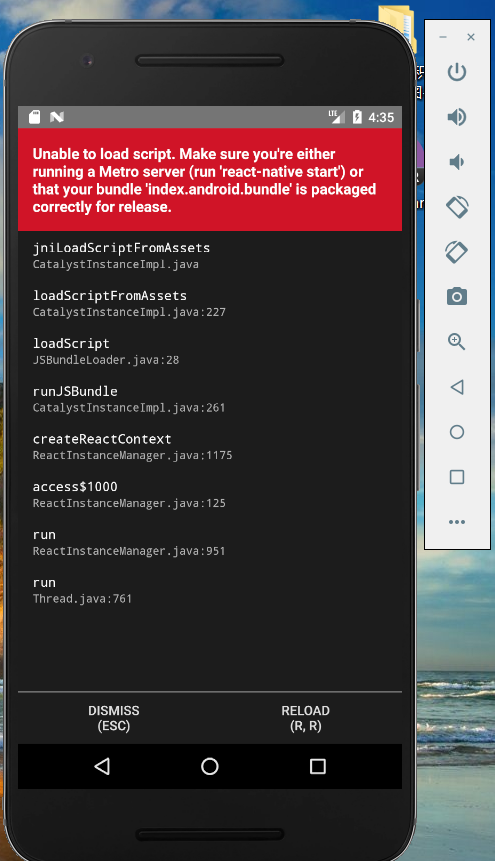 LTE 4:35
Unable to load script. Make sure you're either
running a Metro server (run 'react-native start') or
that your bundle 'index.android.bundle' is packaged
correctly for release.
jniLoadScriptFromAssets
CatalystInstanceImpl.java
loadScriptFromAssets
CatalystInstanceImpl.java:227
loadScript
JSBundleLoader.java:28
runJSBundle
CatalystInstanceImpl.java:261
createReactContext
ReactInstanceManager.java:1175
access$1000
ReactInstanceManager.java:125
run
ReactInstanceManager.java:951
run
Thread.java:761
DISMISS
(ESC)
RELOAD
(R, R)